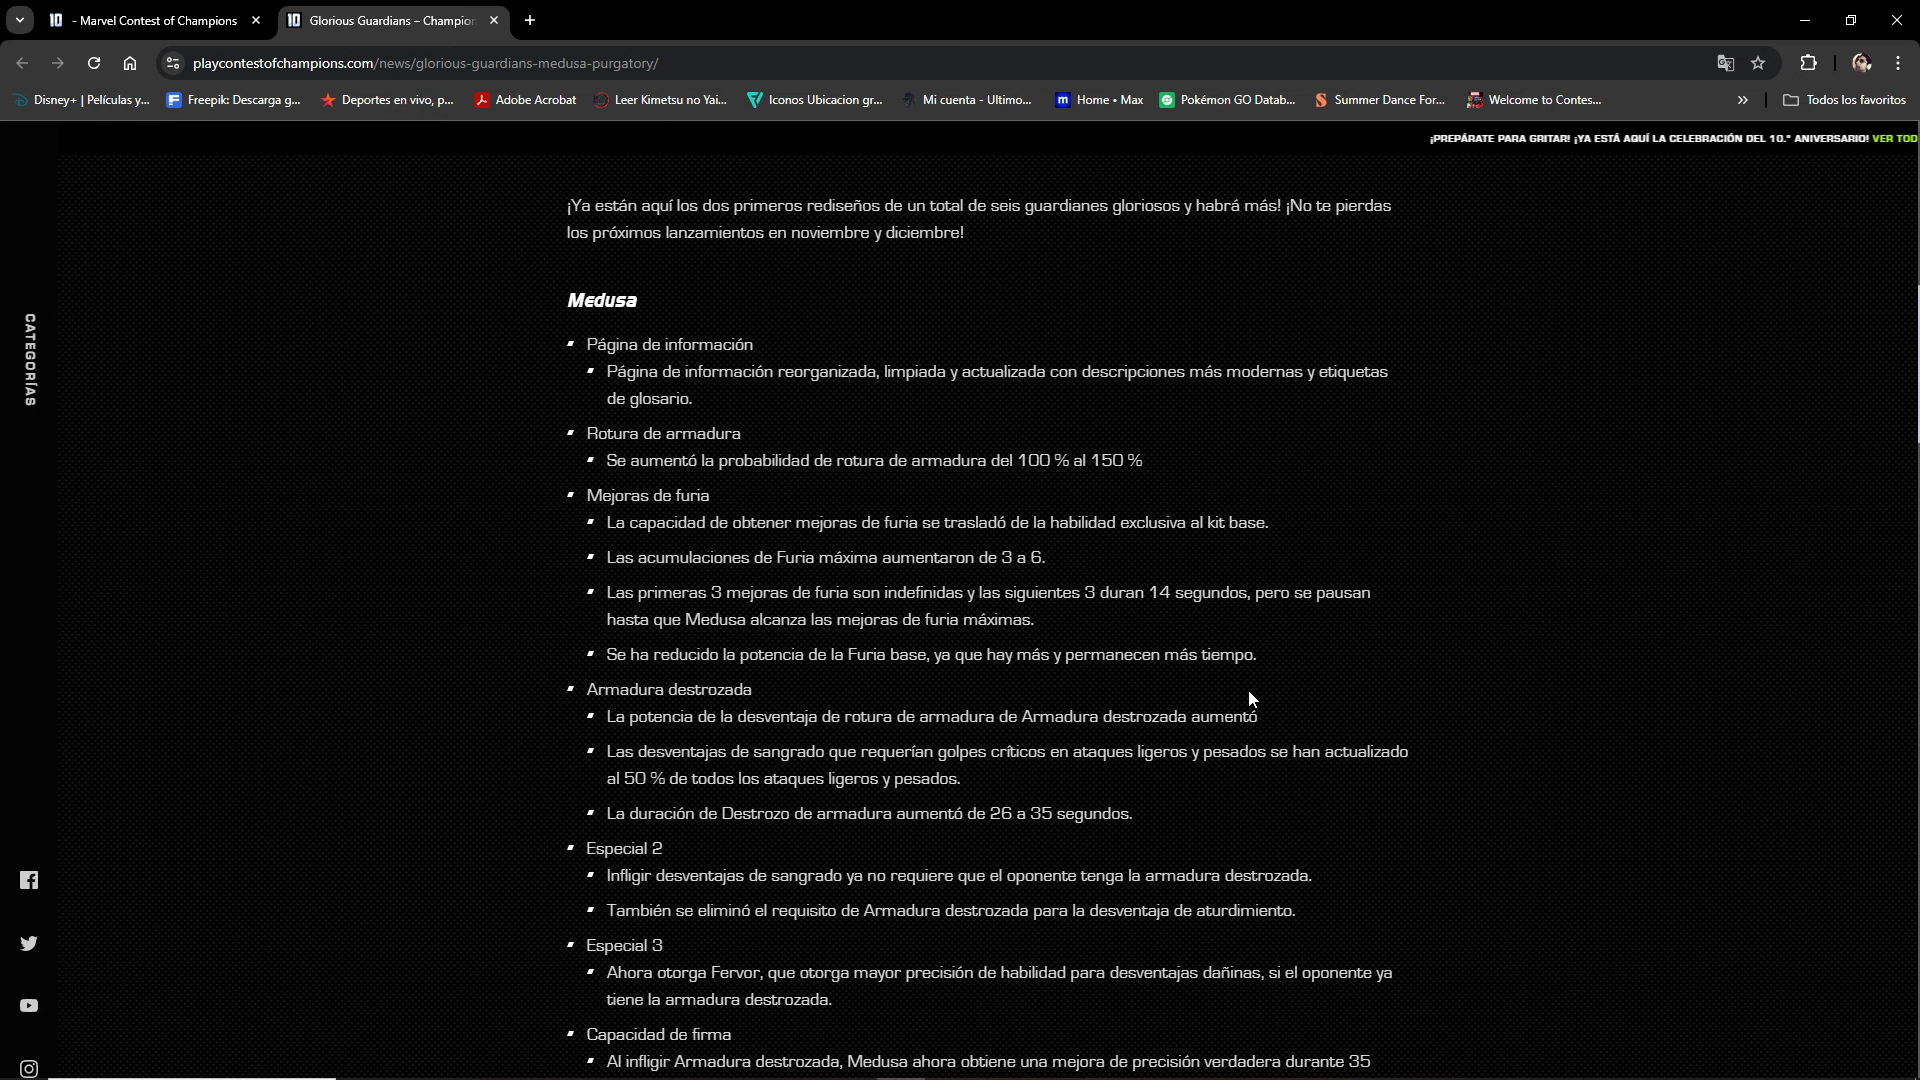 - Marvel Contest of Champions
Glorious Guardians – Champion
playcontestofchampions.com/news/glorious-guardians-medusa-purgatory/
Disney+ | Películas y...
Freepik: Descarga g...
Deportes en vivo, p...
Adobe Acrobat
Leer Kimetsu no Yai...
Iconos Ubicacion gr...
Mi cuenta - Ultimo...
Home • Max
Pokémon GO Datab...
Summer Dance For...
Welcome to Contes...
»
Todos los favoritos
¡PREPÁRATE PARA GRITAR! ¡YA ESTÁ AQUÍ LA CELEBRACIÓN DEL 10.° ANIVERSARIO! VER TOD
CATEGORÍAS
¡Ya están aquí los dos primeros rediseños de un total de seis guardianes gloriosos y habrá más! ¡No te pierdas
los próximos lanzamientos en noviembre y diciembre!
Medusa
Página de información
Página de información reorganizada, limpiada y actualizada con descripciones más modernas y etiquetas
de glosario.
Rotura de armadura
Se aumentó la probabilidad de rotura de armadura del 100 % al 150 %
Mejoras de furia
La capacidad de obtener mejoras de furia se trasladó de la habilidad exclusiva al kit base.
Las acumulaciones de Furia máxima aumentaron de 3 a 6.
Las primeras 3 mejoras de furia son indefinidas y las siguientes 3 duran 14 segundos, pero se pausan
hasta que Medusa alcanza las mejoras de furia máximas.
Se ha reducido la potencia de la Furia base, ya que hay más y permanecen más tiempo.
Armadura destrozada
La potencia de la desventaja de rotura de armadura de Armadura destrozada aumentó
Las desventajas de sangrado que requerían golpes críticos en ataques ligeros y pesados se han actualizado
al 50 % de todos los ataques ligeros y pesados.
La duración de Destrozo de armadura aumentó de 26 a 35 segundos.
Especial 2
Infligir desventajas de sangrado ya no requiere que el oponente tenga la armadura destrozada.
También se eliminó el requisito de Armadura destrozada para la desventaja de aturdimiento.
Especial 3
Ahora otorga Fervor, que otorga mayor precisión de habilidad para desventajas dañinas, si el oponente ya
tiene la armadura destrozada.
Capacidad de firma
Al infligir Armadura destrozada, Medusa ahora obtiene una mejora de precisión verdadera durante 35